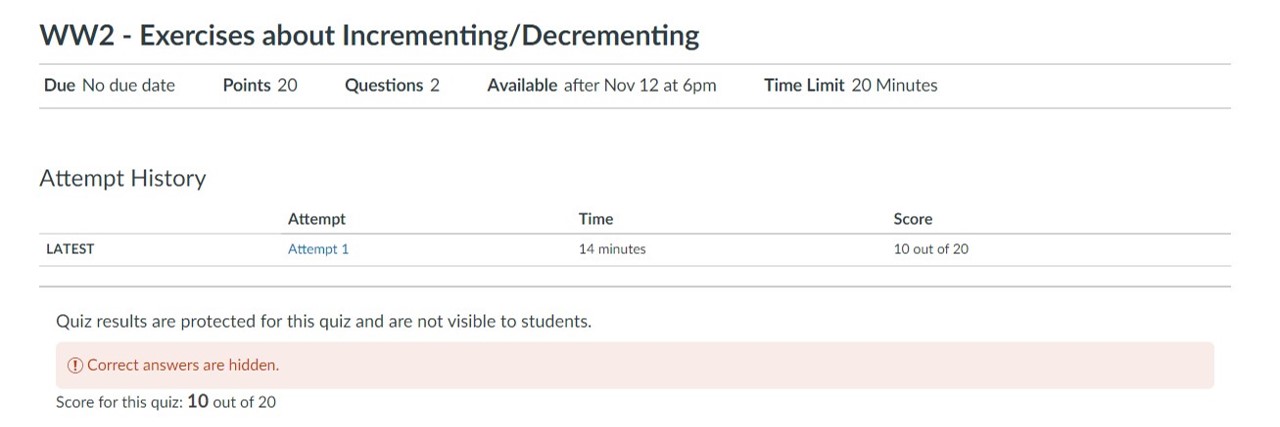 WW2 - Exercises about Incrementing/Decrementing
Due No due date Points 20 Questions 2 Available after Nov 12 at 6pm Time Limit 20 Minutes
Attempt History
Attempt Time Score
LATEST Attempt 1 14 minutes 10 out of 20
Quiz results are protected for this quiz and are not visible to students.
Correct answers are hidden.
Score for this quiz: 10 out of 20